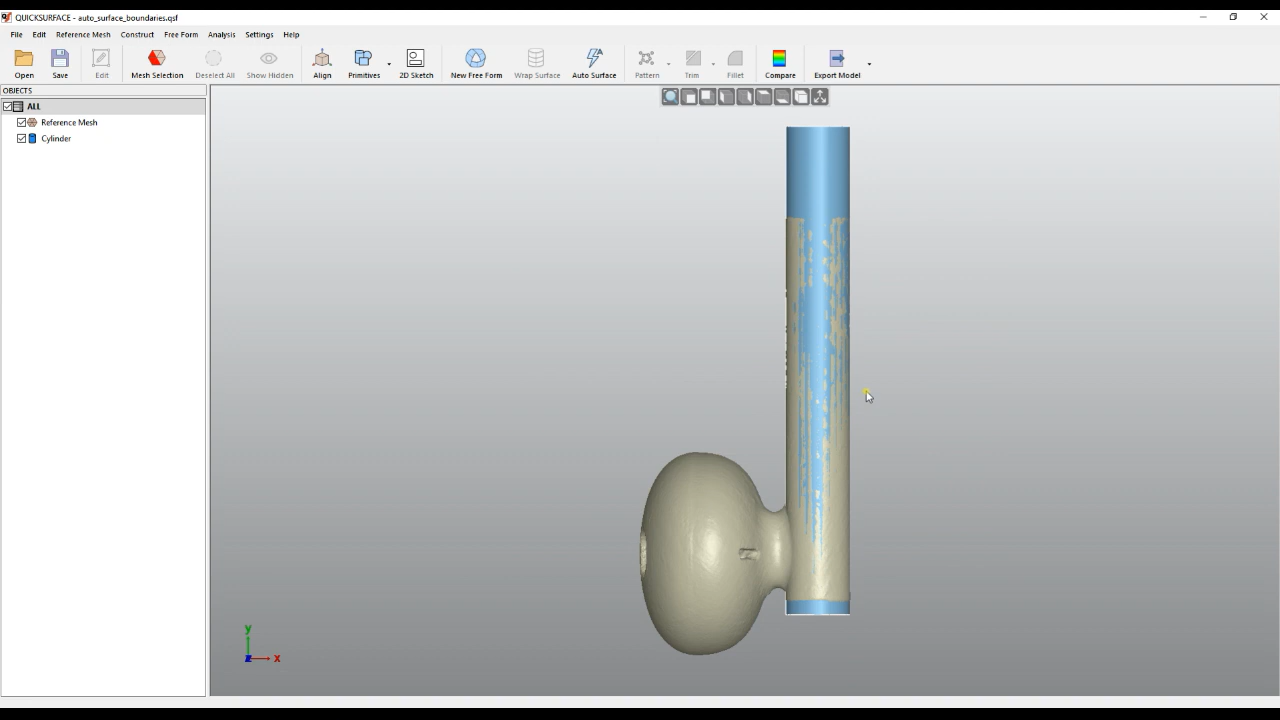 QUICKSURFACE - auto_surface_boundaries.qsf
File Edit Reference Mesh Construct Free Form Analysis Settings Help
Open Save Edit Mesh Selection Deselect All Show Hidden Align Primitives 2D Sketch New Free Form Wrap Surface Auto Surface Pattern Trim Fillet Compare Export Model
OBJECTS
ALL
Reference Mesh
Cylinder
y
z x